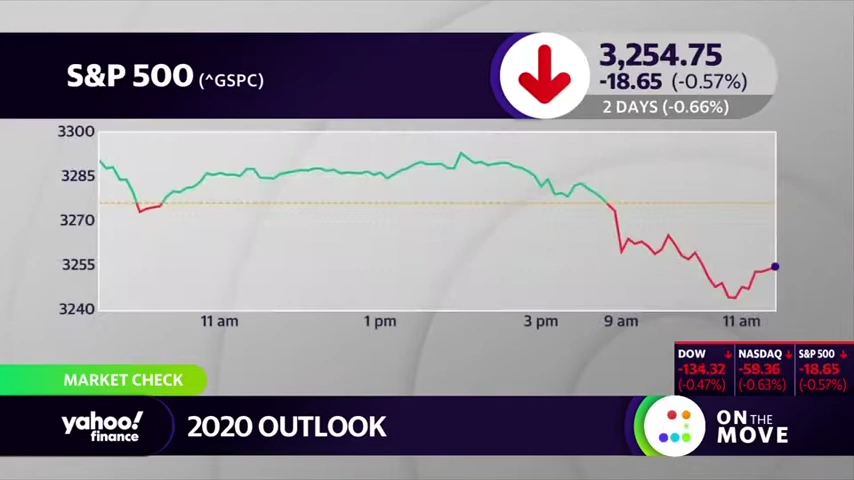 S&P 500 (^GSPC)
3,254.75
-18.65 (-0.57%)
2 DAYS (-0.66%)
3300
3285
3270
3255
3240
11 am
1 pm
3 pm
9 am
11 am
DOW
-134.32
(-0.47%)
NASDAQ
-59.36
(-0.63%)
S&P 500
-18.65
(-0.57%)
MARKET CHECK
yahoo!
finance
2020 OUTLOOK
ON THE
MOVE